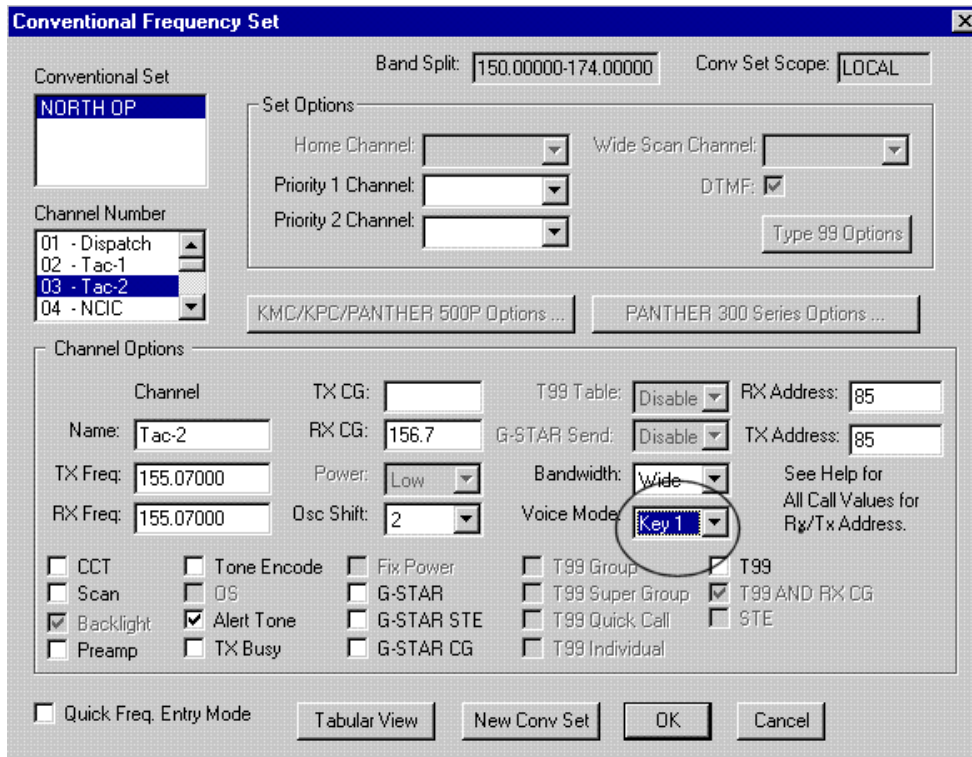 Conventional Frequency Set
Band Split: 150.00000-174.00000 Conv Set Scope: LOCAL
Conventional Set
NORTH OP
Set Options
Home Channel: Wide Scan Channel:
Priority 1 Channel: DTMF:
Priority 2 Channel: Type 99 Options
Channel Number
01 - Dispatch
02 - Tac-1
03 - Tac-2
04 - NCIC
KMC/KPC/PANTHER 500P Options ... PANTHER 300 Series Options ...
Channel Options
Channel TX CG: T99 Table: Disable RX Address: 85
Name: Tac-2 RX CG: 156.7 G-STAR Send: Disable TX Address: 85
TX Freq: 155.07000 Power: Low Bandwidth: Wide See Help for
All Call Values for
RX Freq: 155.07000 Osc Shift: 2 Voice Mode: Key 1 Rx/Tx Address.
CCT Tone Encode Fix Power T99 Group T99
Scan OS G-STAR T99 Super Group T99 AND RX CG
Backlight Alert Tone G-STAR STE T99 Quick Call STE
Preamp TX Busy G-STAR CG T99 Individual
Quick Freq. Entry Mode Tabular View New Conv Set OK Cancel